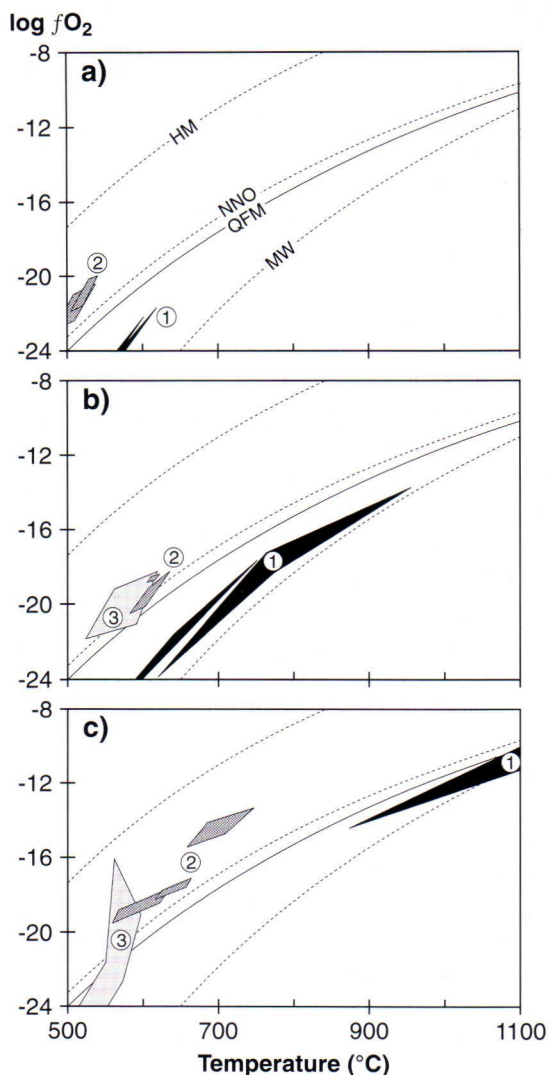 log fO₂
-8
a)
-12
HM
-16
NNO
QFM
MW
-20
②
①
-24
-8
b)
-12
-16
②
①
-20
③
-24
-8
c)
①
-12
-16
②
-20
③
-24
500 700 900 1100
Temperature (°C)